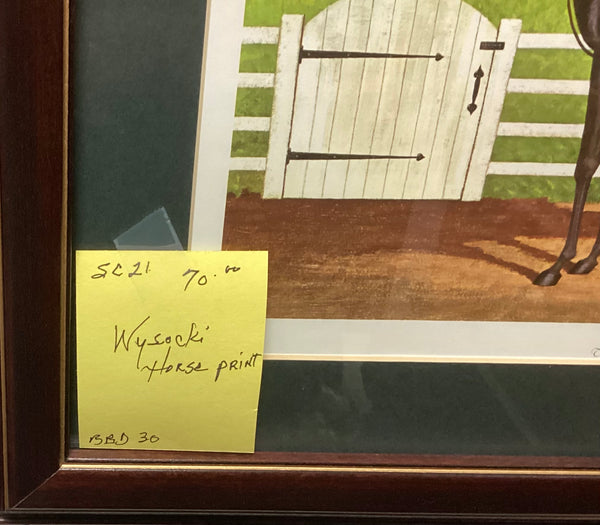 SC21 70.00
Wysocki
Horse print
BBD 30